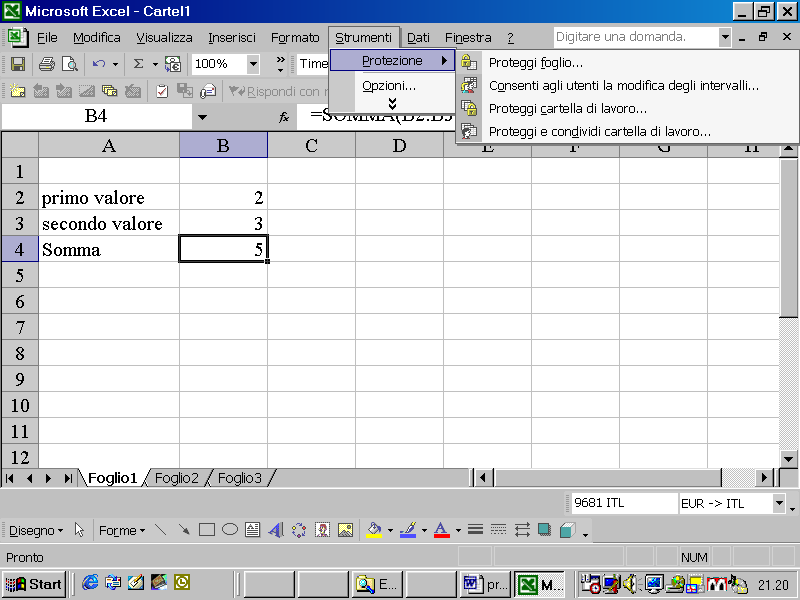 Microsoft Excel - Cartel1
File Modifica Visualizza Inserisci Formato Strumenti Dati Finestra ? Digitare una domanda.
100% Time
Protezione
Opzioni...
Proteggi foglio...
Consenti agli utenti la modifica degli intervalli...
Proteggi cartella di lavoro...
Proteggi e condividi cartella di lavoro...
Rispondi con
B4 fx =SOMMA(B2:B3
A B C D E F G H
1
2 primo valore 2
3 secondo valore 3
4 Somma 5
5
6
7
8
9
10
11
12
Foglio1 Foglio2 Foglio3
9681 ITL EUR -> ITL
Disegno Forme
Pronto NUM
Start E... pr... M... 21.20